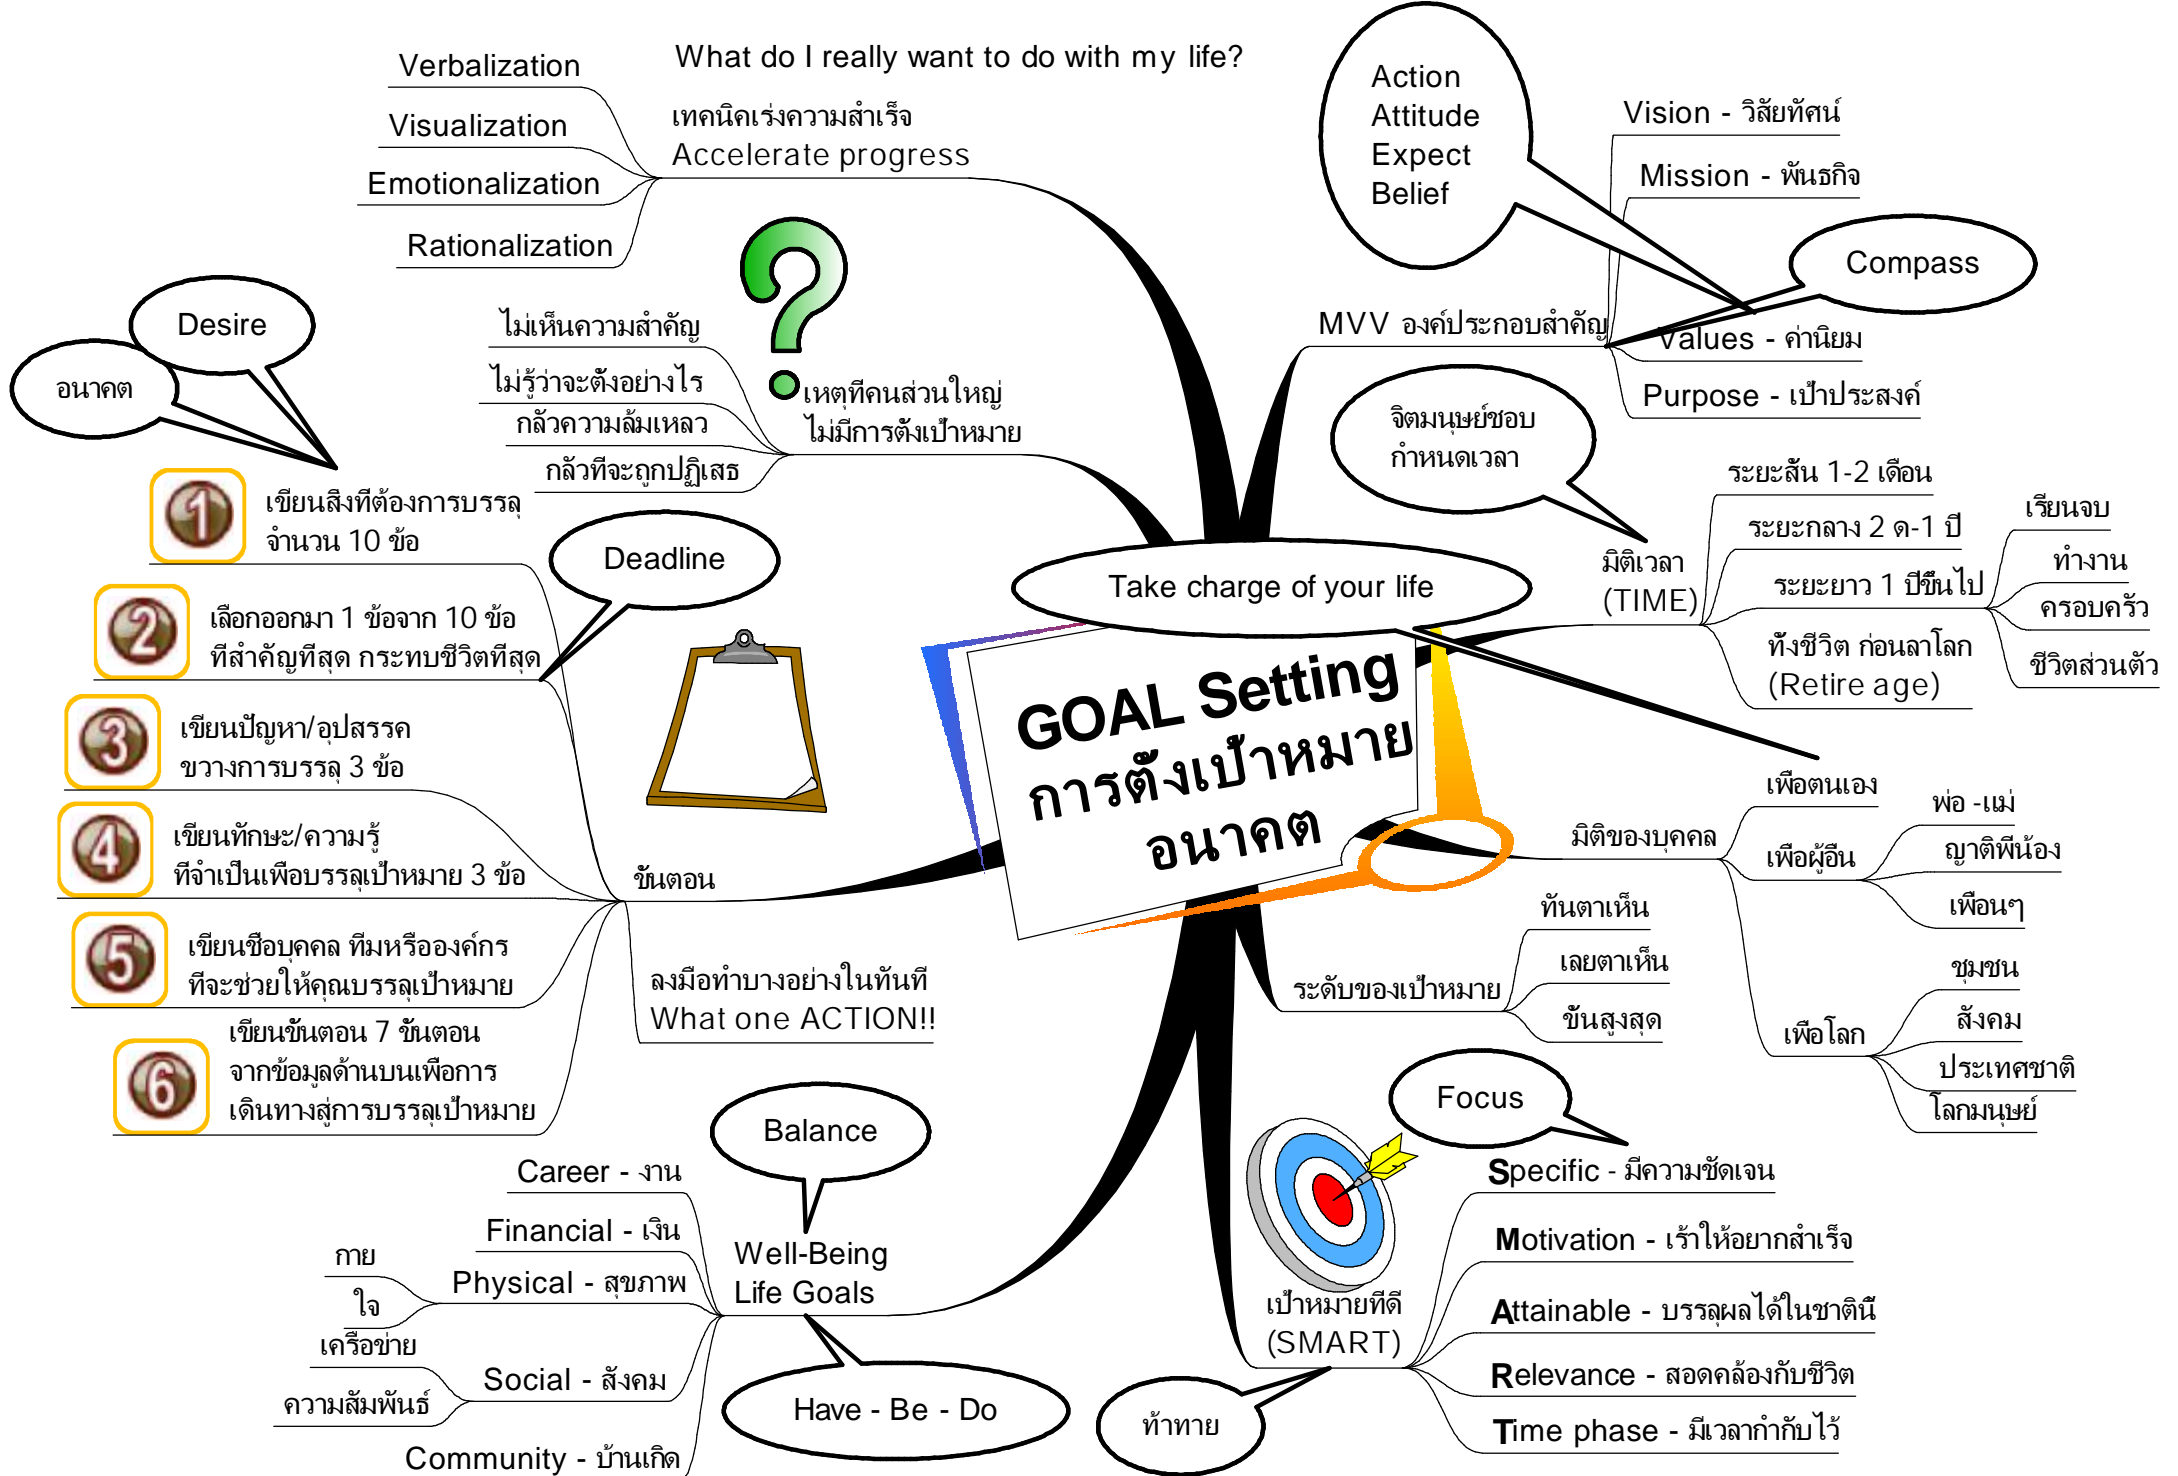 What do I really want to do with my life?
เทคนิคเร่งความสำเร็จ
Accelerate progress
Verbalization
Visualization
Emotionalization
Rationalization
เหตุที่คนส่วนใหญ่
ไม่มีการตั้งเป้าหมาย
ไม่เห็นความสำคัญ
ไม่รู้ว่าจะตั้งอย่างไร
กลัวความล้มเหลว
กลัวที่จะถูกปฏิเสธ
Desire
อนาคต
Deadline
ขั้นตอน
1
เขียนสิ่งที่ต้องการบรรลุ
จำนวน 10 ข้อ
2
เลือกออกมา 1 ข้อจาก 10 ข้อ
ที่สำคัญที่สุด กระทบชีวิตที่สุด
3
เขียนปัญหา/อุปสรรค
ขวางการบรรลุ 3 ข้อ
4
เขียนทักษะ/ความรู้
ที่จำเป็นเพื่อบรรลุเป้าหมาย 3 ข้อ
5
เขียนชื่อบุคคล ทีมหรือองค์กร
ที่จะช่วยให้คุณบรรลุเป้าหมาย
6
เขียนขั้นตอน 7 ขั้นตอน
จากข้อมูลด้านบนเพื่อการ
เดินทางสู่การบรรลุเป้าหมาย
ลงมือทำบางอย่างในทันที
What one ACTION!!
Balance
Well-Being
Life Goals
Have - Be - Do
Career - งาน
Financial - เงิน
Physical - สุขภาพ
กาย
ใจ
Social - สังคม
เครือข่าย
ความสัมพันธ์
Community - บ้านเกิด
Take charge of your life
GOAL Setting
การตั้งเป้าหมาย
อนาคต
Action
Attitude
Expect
Belief
Compass
MVV องค์ประกอบสำคัญ
Vision - วิสัยทัศน์
Mission - พันธกิจ
Values - ค่านิยม
Purpose - เป้าประสงค์
จิตมนุษย์ชอบ
กำหนดเวลา
มิติเวลา
(TIME)
ระยะสั้น 1-2 เดือน
ระยะกลาง 2 ด-1 ปี
ระยะยาว 1 ปีขึ้นไป
เรียนจบ
ทำงาน
ครอบครัว
ชีวิตส่วนตัว
ทั้งชีวิต ก่อนลาโลก
(Retire age)
มิติของบุคคล
เพื่อตนเอง
เพื่อผู้อื่น
พ่อ -แม่
ญาติพี่น้อง
เพื่อนๆ
เพื่อโลก
ชุมชน
สังคม
ประเทศชาติ
โลกมนุษย์
ระดับของเป้าหมาย
ทันตาเห็น
เลยตาเห็น
ขั้นสูงสุด
Focus
เป้าหมายที่ดี
(SMART)
ท้าทาย
Specific - มีความชัดเจน
Motivation - เร้าให้อยากสำเร็จ
Attainable - บรรลุผลได้ในชาตินี้
Relevance - สอดคล้องกับชีวิต
Time phase - มีเวลากำกับไว้